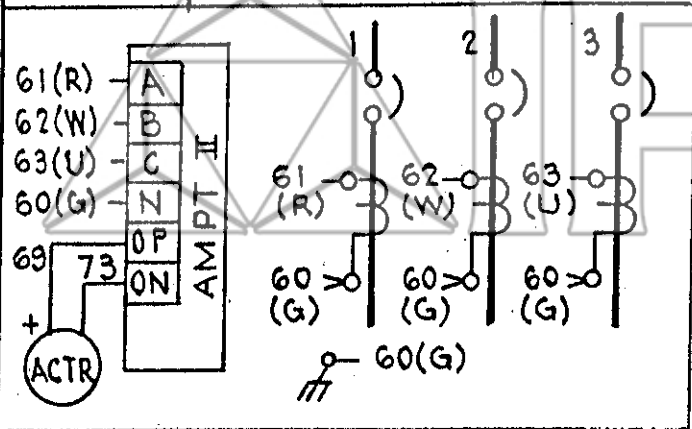 61(R) A
62(W) B
63(U) C
60(G) N
OP
ON
69
73
AMPT II
+
ACTR
1 2 3
61 (R)
62 (W)
63 (U)
60 (G)
60 (G)
60 (G)
60(G)